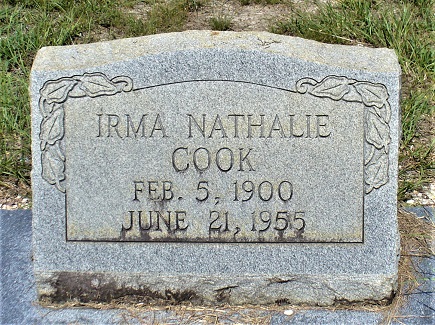 IRMA NATHALIE
COOK
FEB. 5, 1900
JUNE 21, 1955